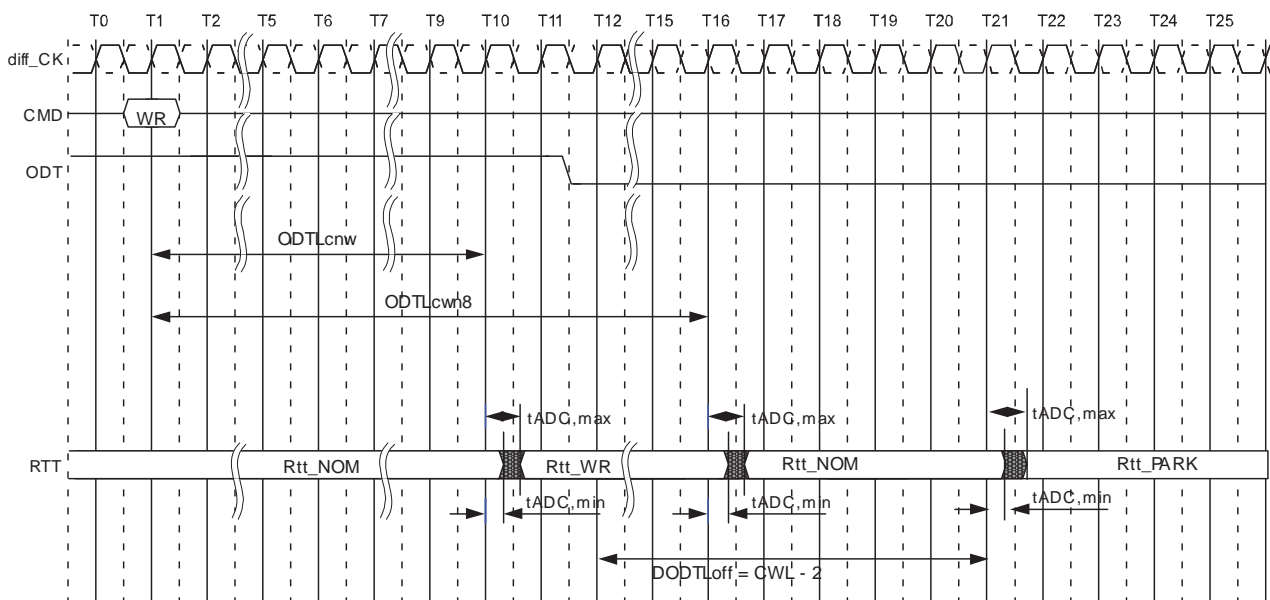 T0 T1 T2 T5 T6 T7 T9 T10 T11 T12 T15 T16 T17 T18 T19 T20 T21 T22 T23 T24 T25
diff_CK
CMD WR
ODT
ODTLcnw
ODTLcwn8
tADC,max tADC,max tADC,max
RTT Rtt_NOM Rtt_WR Rtt_NOM Rtt_PARK
tADC,min tADC,min tADC,min
DODTLoff = CWL - 2